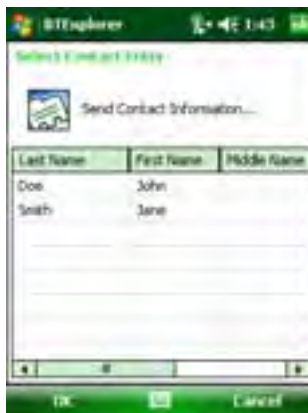 BTExplorer 1:43 ok
Select Contact Entry
Send Contact Information...
Last Name First Name Middle Name
Doe John
Smith Jane
OK Cancel